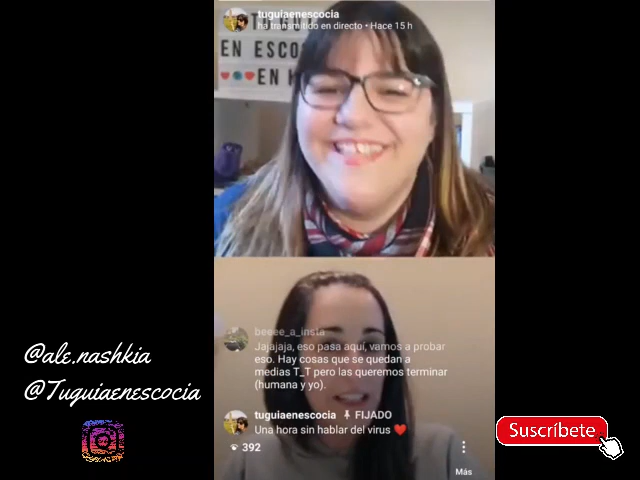 tuguiaenescocia
ha transmitido en directo • Hace 15 h
EN ESCO
EN
beeee_a_insta
Jajajaja, eso pasa aquí, vamos a probar
eso. Hay cosas que se quedan a
medias T_T pero las queremos terminar
(humana y yo).
tuguiaenescocia FIJADO
Una hora sin hablar del virus ❤️
392
Más
@ale.nashkia
@Tuguiaenescocia
Suscríbete